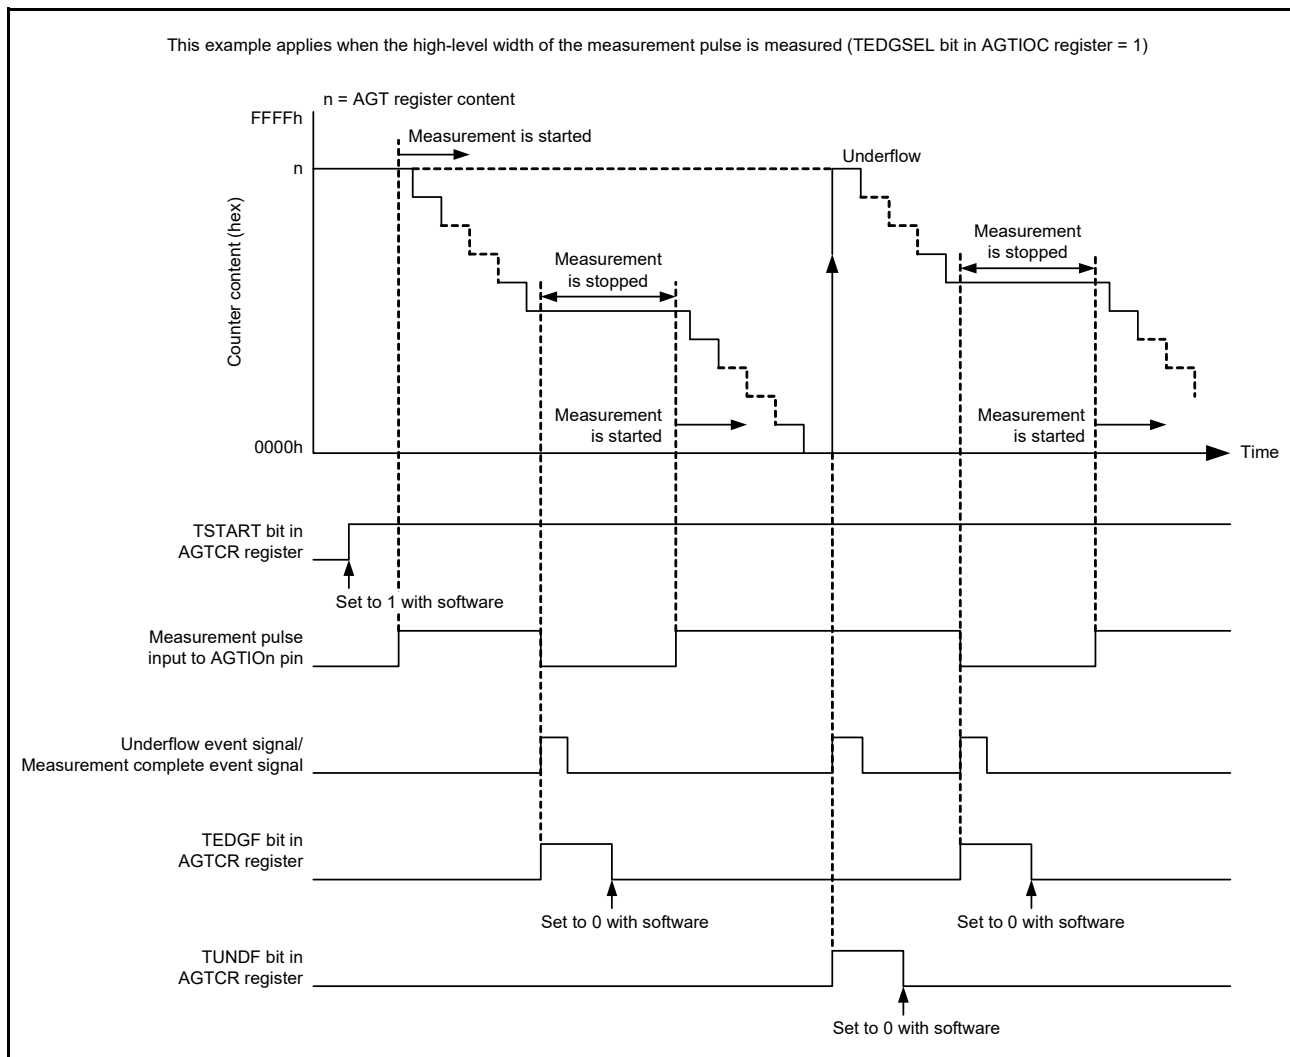 This example applies when the high-level width of the measurement pulse is measured (TEDGSEL bit in AGTIOC register = 1)
n = AGT register content
FFFFh
Measurement is started
n
Underflow
Counter content (hex)
Measurement
is stopped
Measurement
is stopped
Measurement
is started
Measurement
is started
0000h
Time
TSTART bit in
AGTCR register
Set to 1 with software
Measurement pulse
input to AGTIOn pin
Underflow event signal/
Measurement complete event signal
TEDGF bit in
AGTCR register
Set to 0 with software
Set to 0 with software
TUNDF bit in
AGTCR register
Set to 0 with software